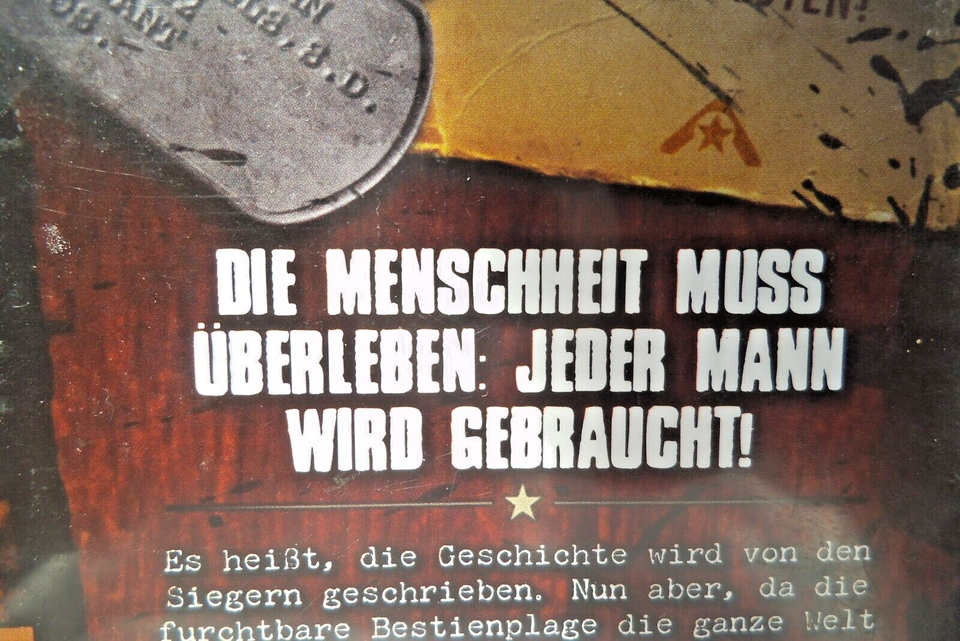 S.D.
DIE MENSCHHEIT MUSS
ÜBERLEBEN: JEDER MANN
WIRD GEBRAUCHT!
Es heißt, die Geschichte wird von den
Siegern geschrieben. Nun aber, da die
furchtbare Bestienplage die ganze Welt